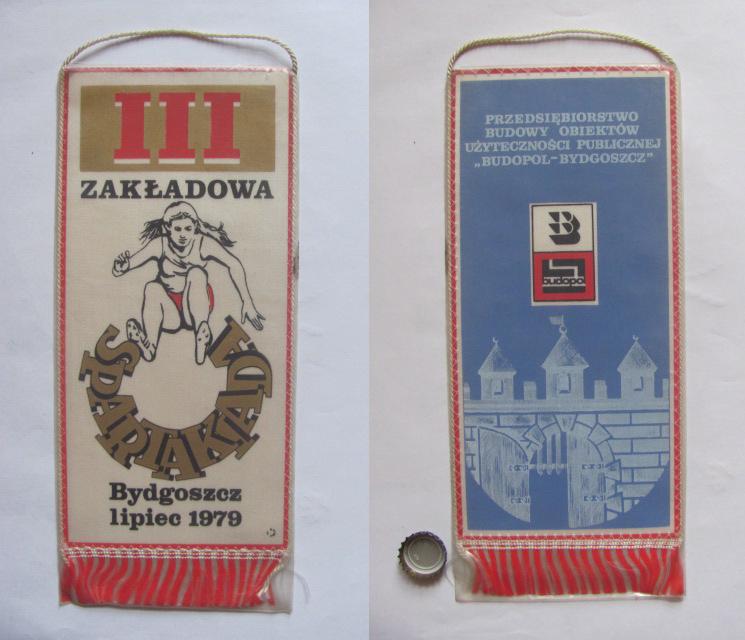 III
ZAKŁADOWA
SPARTAKIADA
Bydgoszcz
lipiec 1979
PRZEDSIĘBIORSTWO
BUDOWY OBIEKTÓW
UŻYTECZNOŚCI PUBLICZNEJ
„BUDOPOL-BYDGOSZCZ"
B
budopol